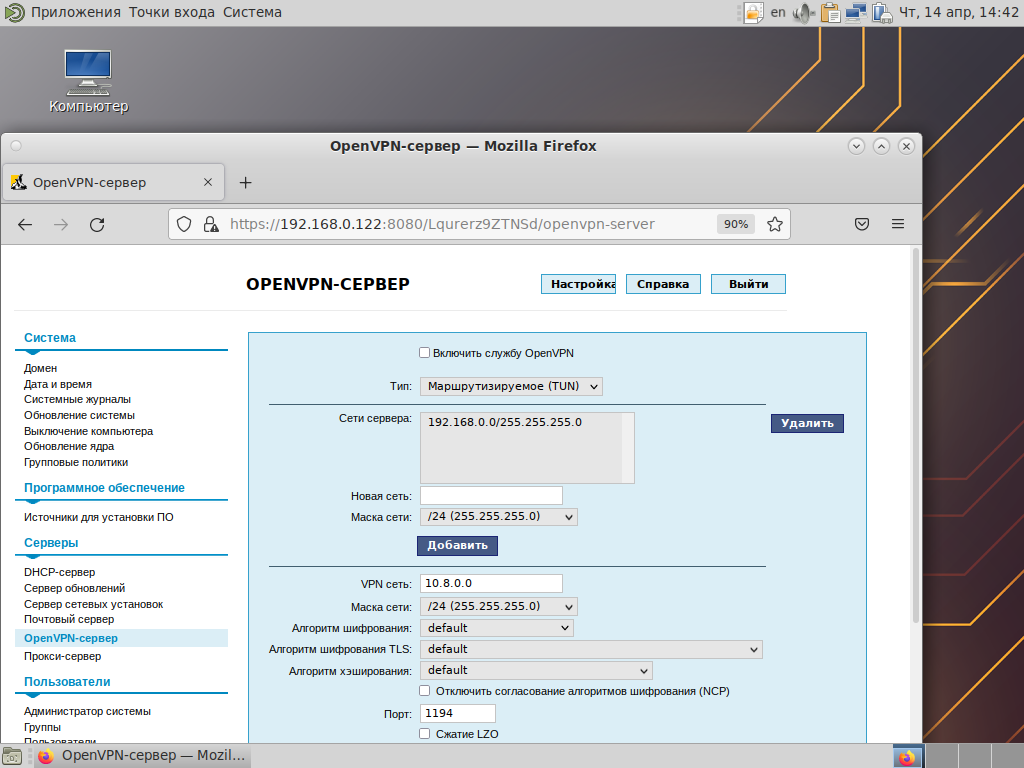 Приложения Точки входа Система
en Чт, 14 апр, 14:42
Компьютер
OpenVPN-сервер — Mozilla Firefox
OpenVPN-сервер
https://192.168.0.122:8080/Lqurerz9ZTNSd/openvpn-server 90%
OPENVPN-СЕРВЕР
Настройка Справка Выйти
Система
Домен
Дата и время
Системные журналы
Обновление системы
Выключение компьютера
Обновление ядра
Групповые политики
Программное обеспечение
Источники для установки ПО
Серверы
DHCP-сервер
Сервер обновлений
Сервер сетевых установок
Почтовый сервер
OpenVPN-сервер
Прокси-сервер
Пользователи
Администратор системы
Группы
Пользователи
Включить службу OpenVPN
Тип: Маршрутизируемое (TUN)
Сети сервера: 192.168.0.0/255.255.255.0 Удалить
Новая сеть:
Маска сети: /24 (255.255.255.0)
Добавить
VPN сеть: 10.8.0.0
Маска сети: /24 (255.255.255.0)
Алгоритм шифрования: default
Алгоритм шифрования TLS: default
Алгоритм хэширования: default
Отключить согласование алгоритмов шифрования (NCP)
Порт: 1194
Сжатие LZO
OpenVPN-сервер — Mozil...